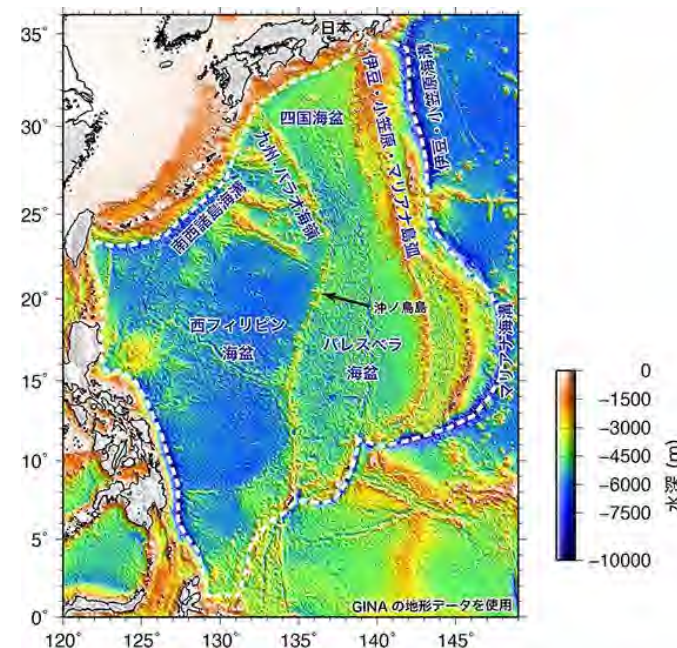 35°
30°
25°
20°
15°
10°
5°
0°
120°
125°
130°
135°
140°
145°
日本
四国海盆
伊豆・小笠原海溝
伊豆・小笠原・マリアナ島弧
九州・パラオ海嶺
南西諸島海溝
沖ノ鳥島
西フィリピン
海盆
パレスベラ
海盆
マリアナ海溝
GINA の地形データを使用
0
−1500
−3000
−4500
−6000
−7500
−10000
水深 (m)